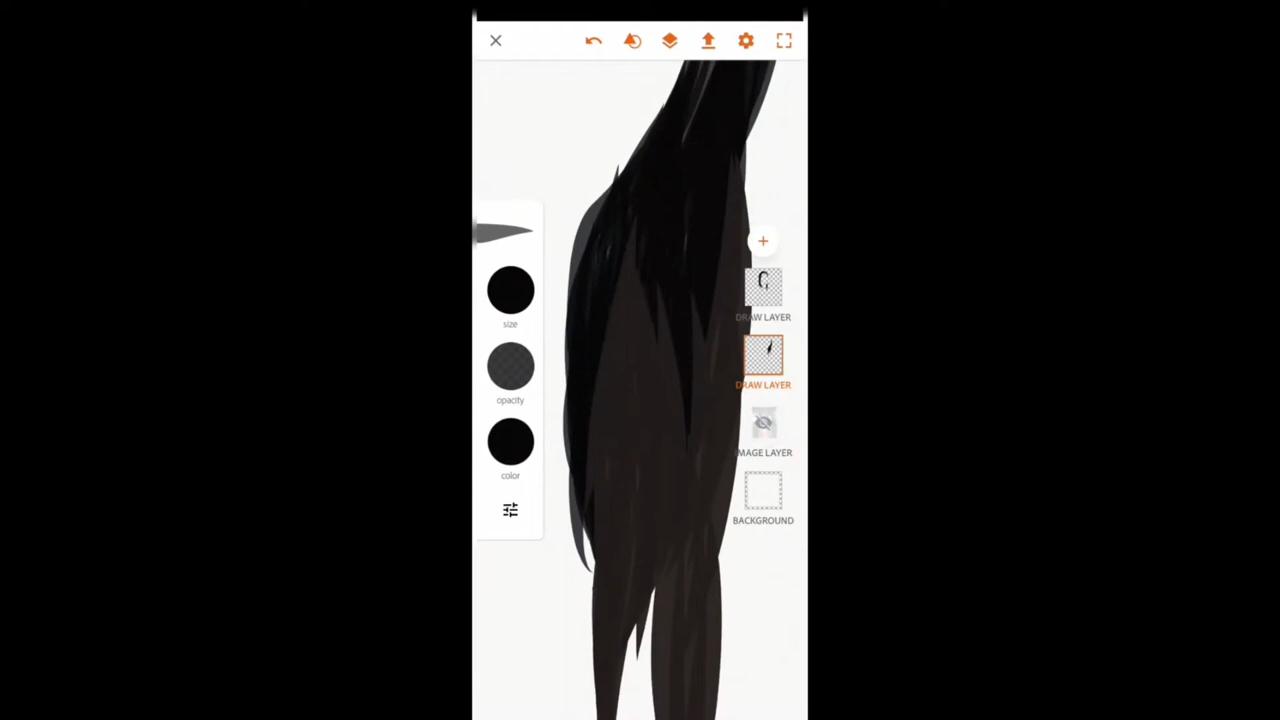 size
opacity
color
DRAW LAYER
DRAW LAYER
MAGE LAYER
BACKGROUND